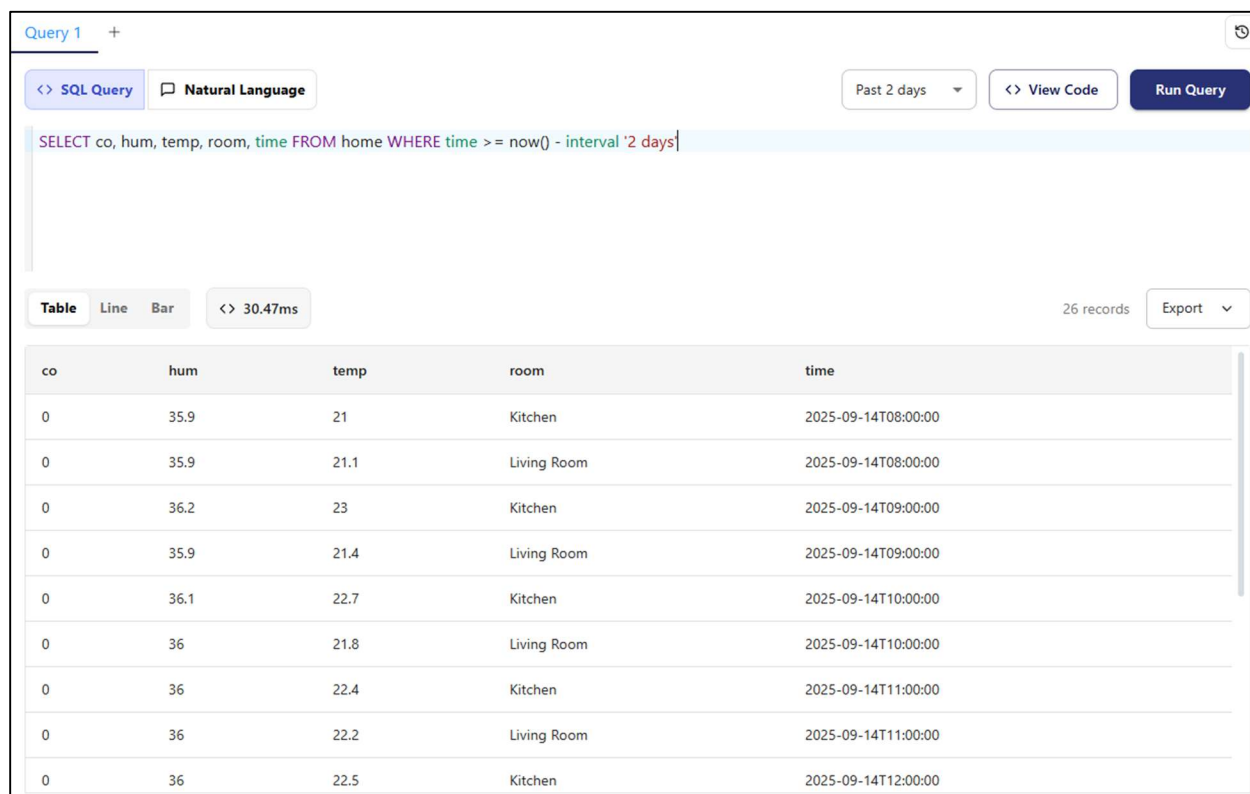 Query 1 +
<> SQL Query Natural Language Past 2 days <> View Code Run Query
SELECT co, hum, temp, room, time FROM home WHERE time >= now() - interval '2 days'
Table Line Bar <> 30.47ms 26 records Export
co hum temp room time
0 35.9 21 Kitchen 2025-09-14T08:00:00
0 35.9 21.1 Living Room 2025-09-14T08:00:00
0 36.2 23 Kitchen 2025-09-14T09:00:00
0 35.9 21.4 Living Room 2025-09-14T09:00:00
0 36.1 22.7 Kitchen 2025-09-14T10:00:00
0 36 21.8 Living Room 2025-09-14T10:00:00
0 36 22.4 Kitchen 2025-09-14T11:00:00
0 36 22.2 Living Room 2025-09-14T11:00:00
0 36 22.5 Kitchen 2025-09-14T12:00:00